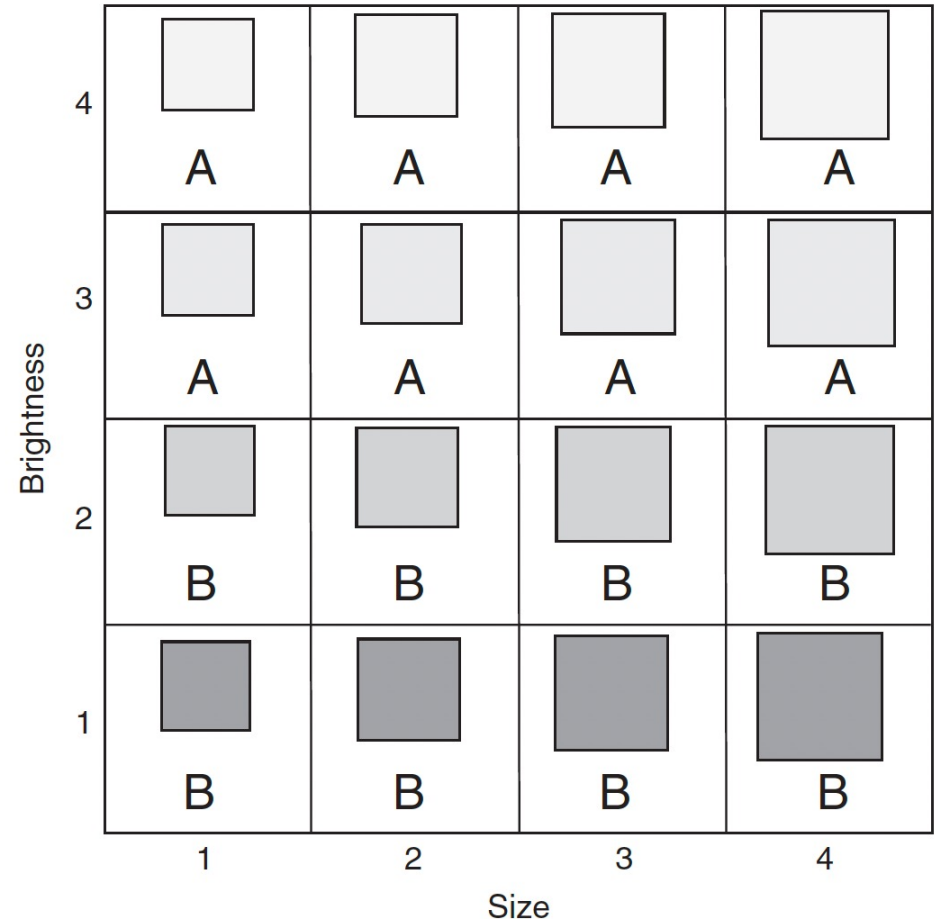 4
A A A A
3
A A A A
Brightness
2
B B B B
1
B B B B
1 2 3 4
Size